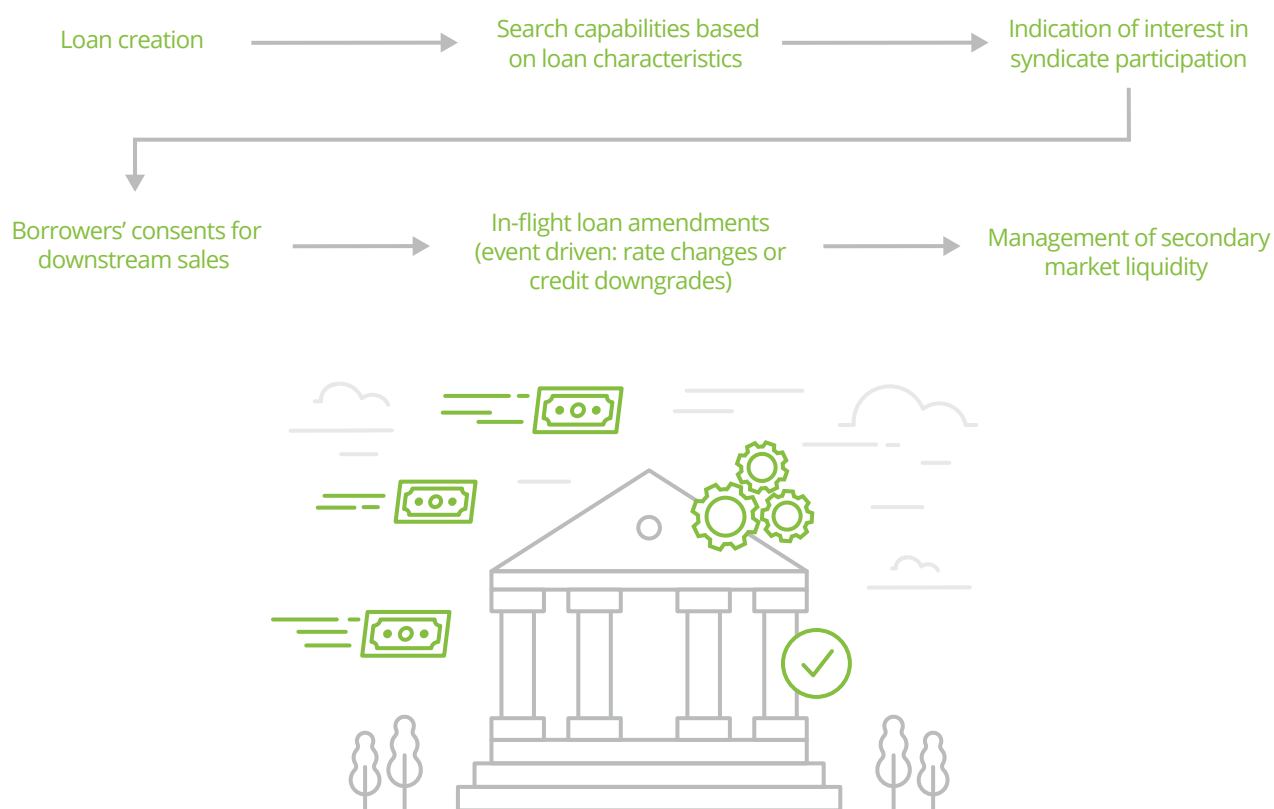 Loan creation
Search capabilities based
on loan characteristics
Indication of interest in
syndicate participation
Borrowers’ consents for
downstream sales
In-flight loan amendments
(event driven: rate changes or
credit downgrades)
Management of secondary
market liquidity